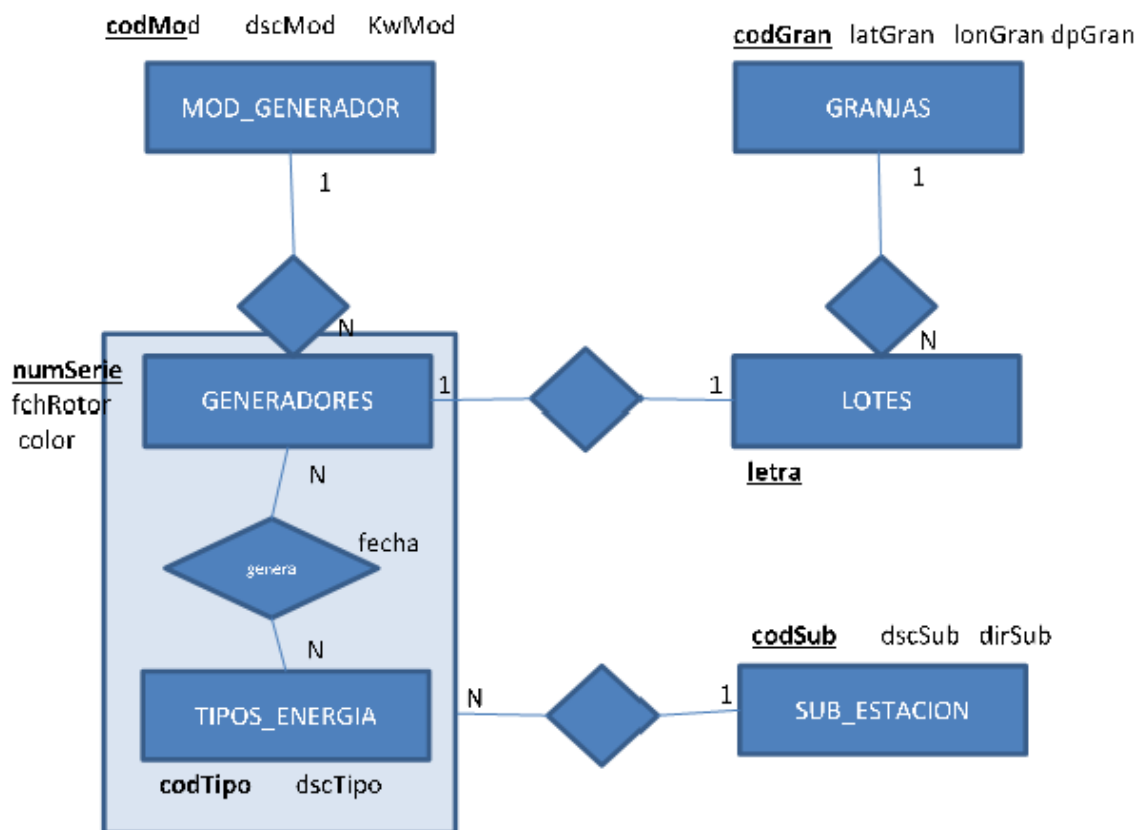 codMod dscMod KwMod
codGran latGran lonGran dpGran
MOD_GENERADOR
GRANJAS
1
1
N
N
numSerie
fchRotor
color
GENERADORES
1
1
LOTES
letra
N
fecha
genera
N
codSub dscSub dirSub
TIPOS_ENERGIA
N
1
SUB_ESTACION
codTipo dscTipo